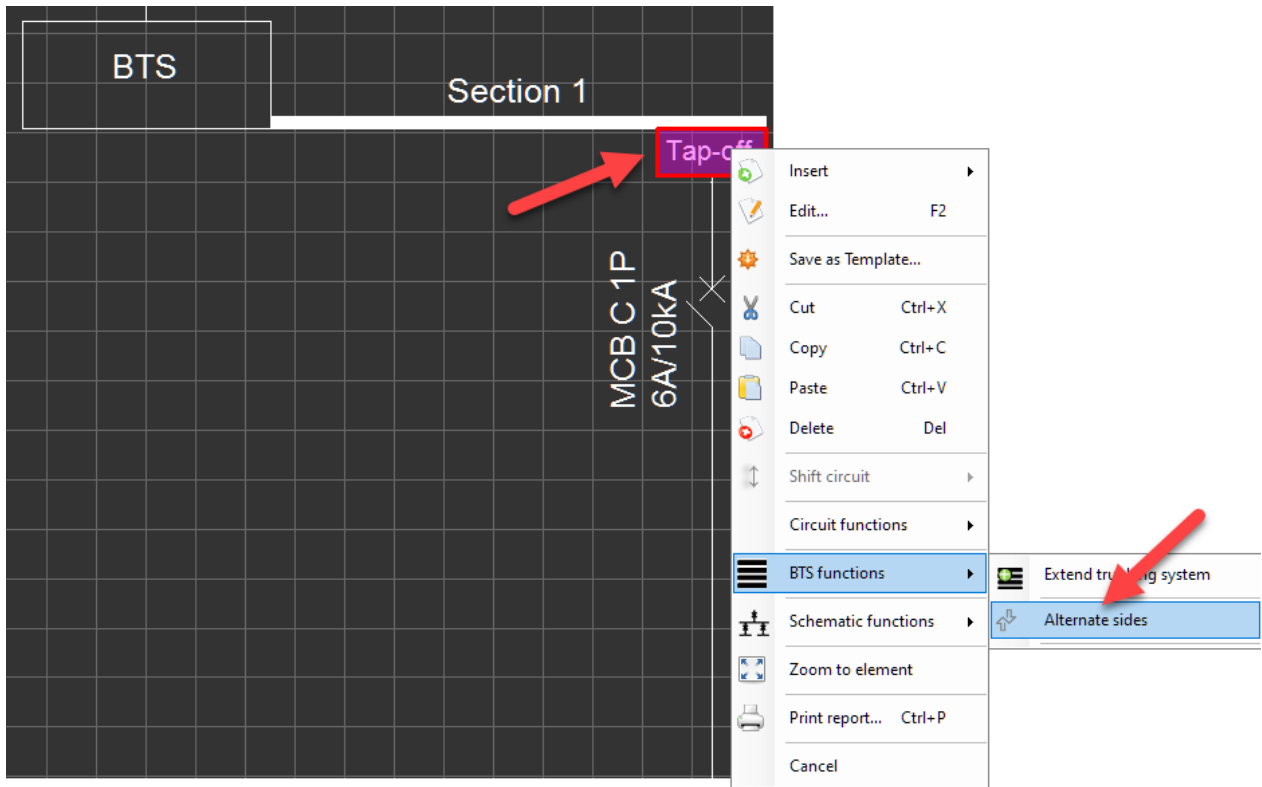 BTS
Section 1
Tap-off
MCB C 1P
6A/10kA
Insert
Edit... F2
Save as Template...
Cut Ctrl+X
Copy Ctrl+C
Paste Ctrl+V
Delete Del
Shift circuit
Circuit functions
BTS functions
Extend trunking system
Alternate sides
Schematic functions
Zoom to element
Print report... Ctrl+P
Cancel